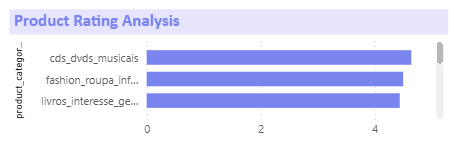 Product Rating Analysis
product_categor...
cds_dvds_musicais
fashion_roupa_inf...
livros_interesse_ge...
0 2 4